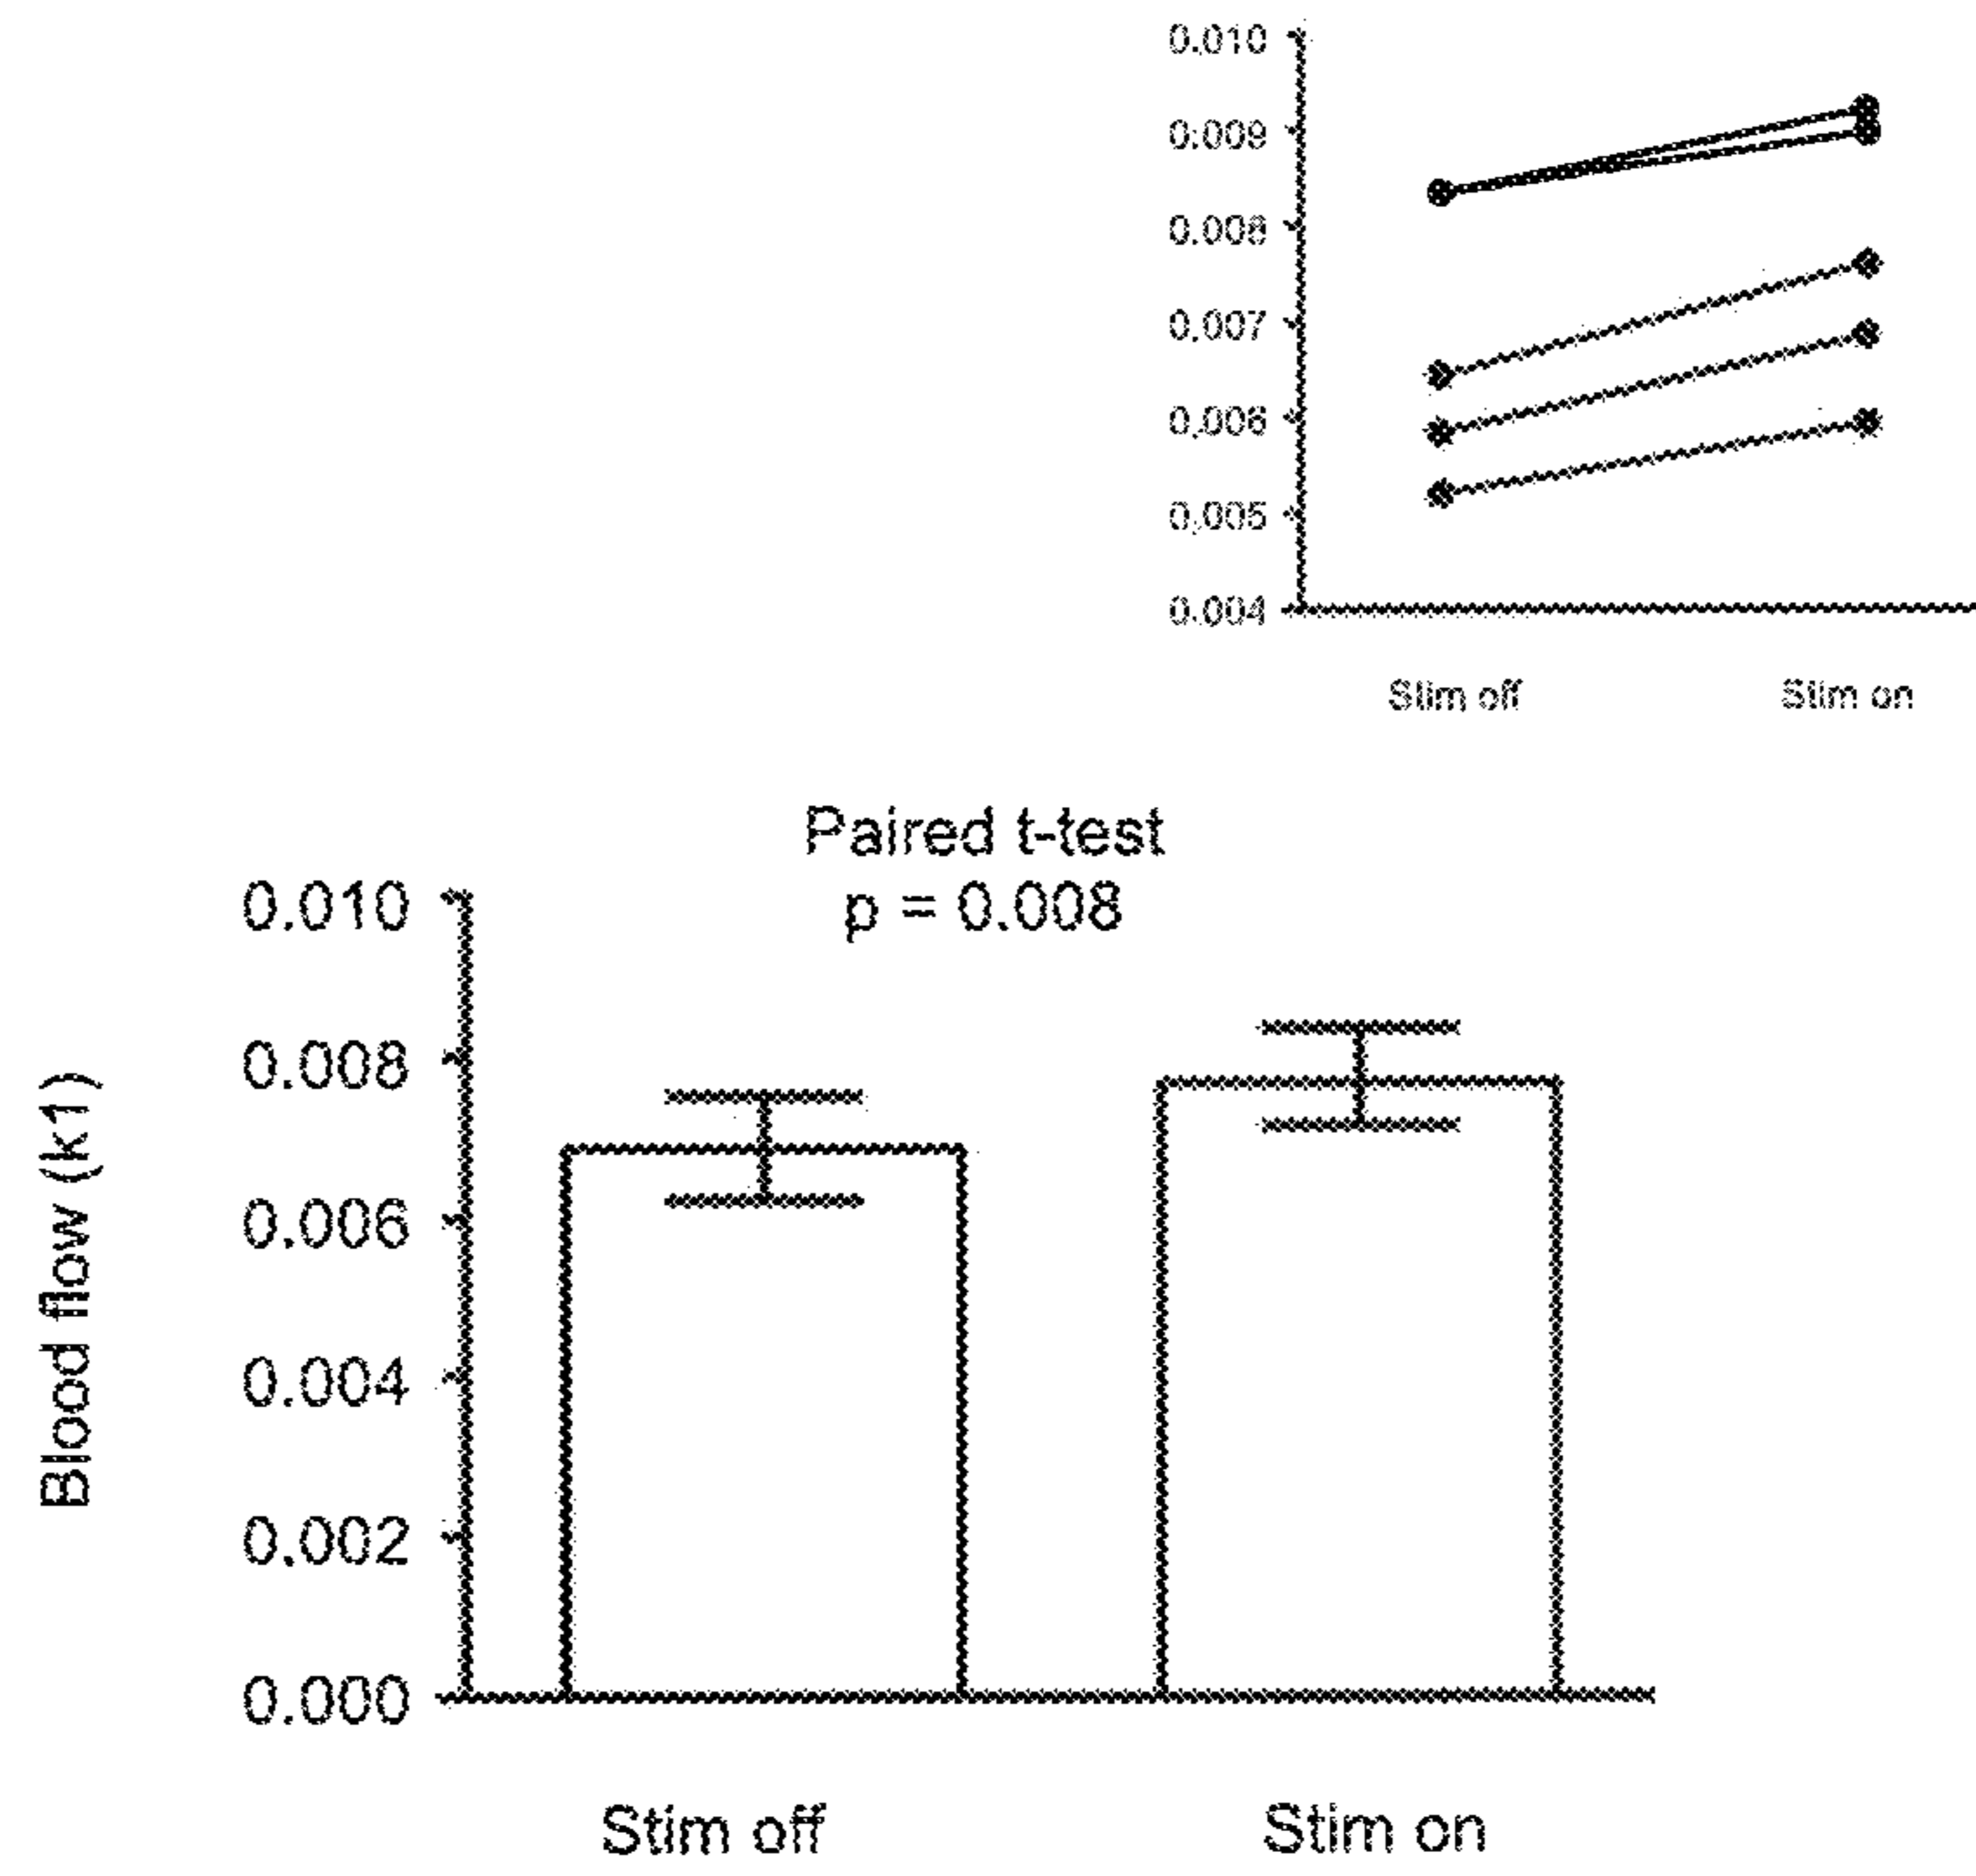 0.010
0.009
0.008
0.007
0.006
0.005
0.004
Stim off
Stim on
Paired t-test
p = 0.008
0.010
0.008
0.006
0.004
0.002
0.000
Blood flow (k1)
Stim off
Stim on